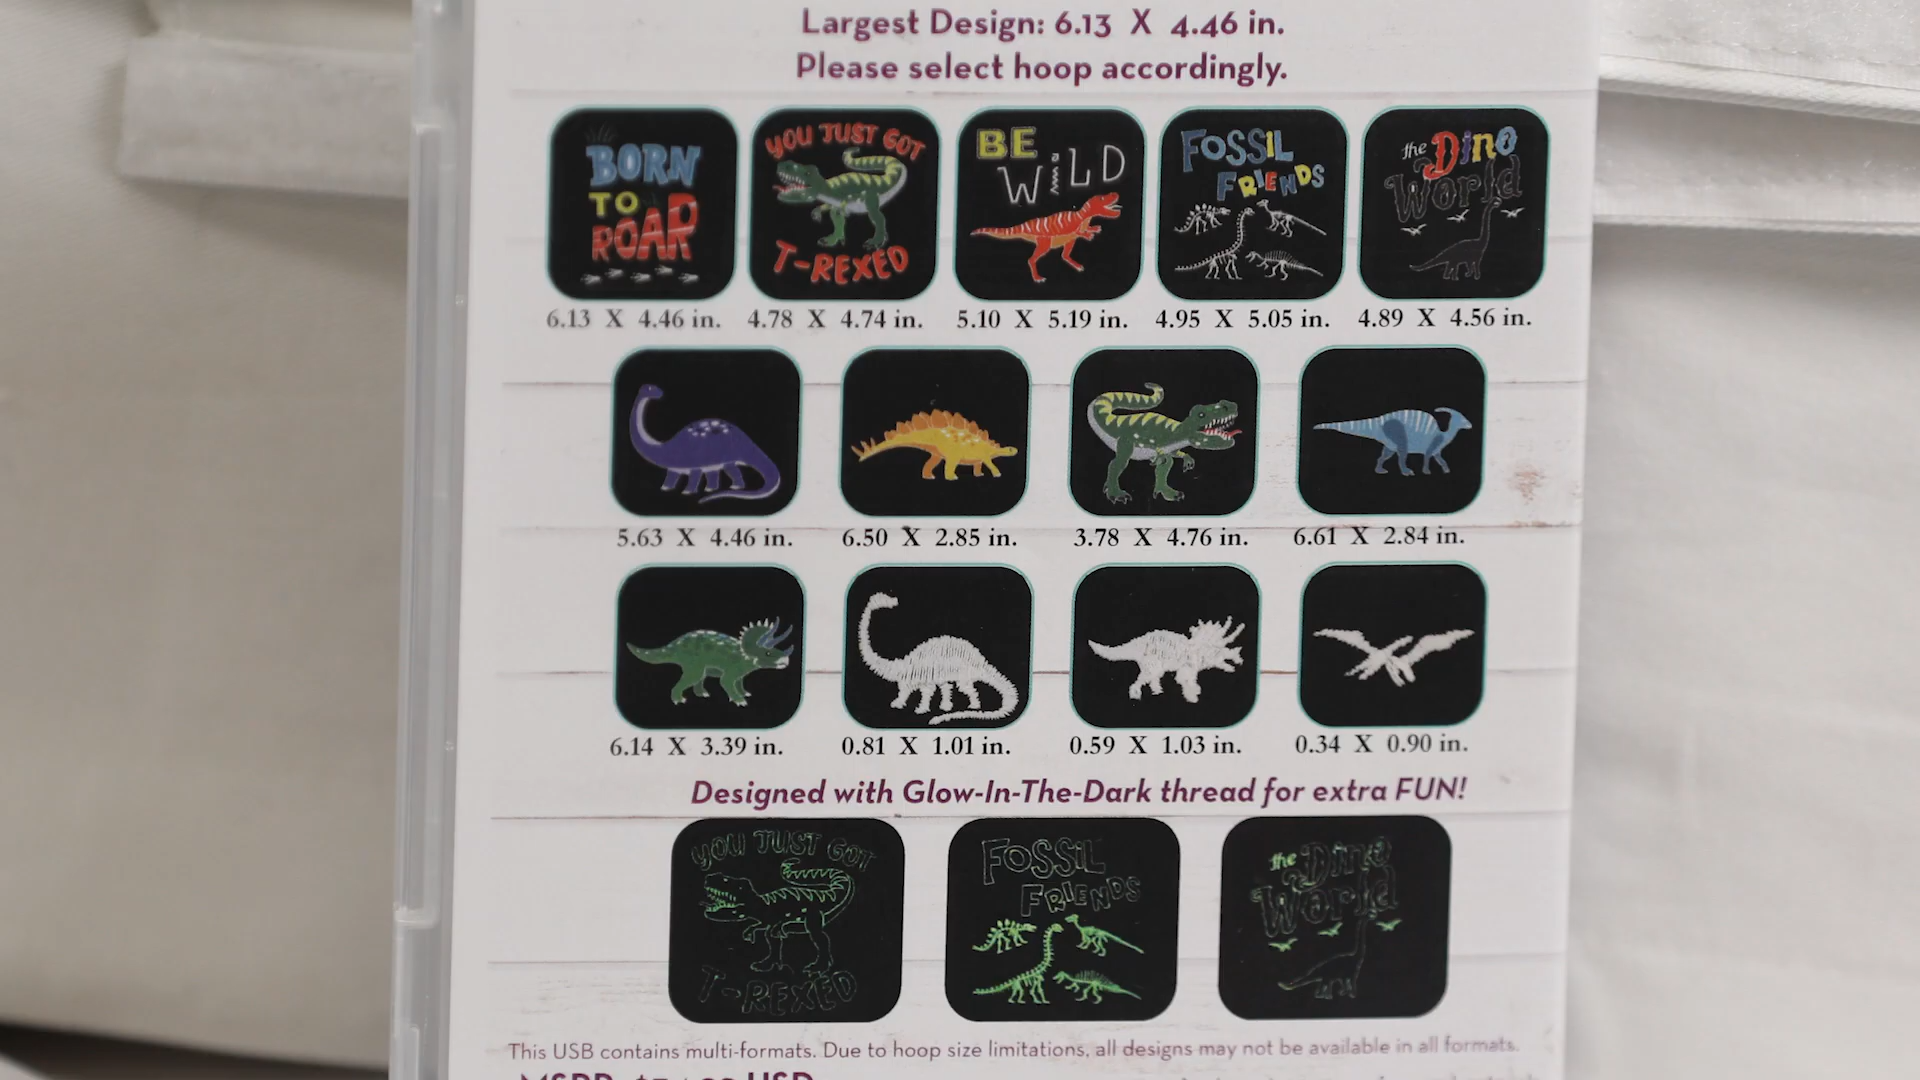 Largest Design: 6.13 X 4.46 in.
Please select hoop accordingly.
BORN
TO
ROAR
YOU JUST GOT
T-REXED
BE
WiLD
FOSSiL
FRiENDS
the Dino
World
6.13 X 4.46 in.
4.78 X 4.74 in.
5.10 X 5.19 in.
4.95 X 5.05 in.
4.89 X 4.56 in.
5.63 X 4.46 in.
6.50 X 2.85 in.
3.78 X 4.76 in.
6.61 X 2.84 in.
6.14 X 3.39 in.
0.81 X 1.01 in.
0.59 X 1.03 in.
0.34 X 0.90 in.
Designed with Glow-In-The-Dark thread for extra FUN!
YOU JUST GOT
T-REXED
FOSSiL
FRiENDS
the Dino
World
This USB contains multi-formats. Due to hoop size limitations, all designs may not be available in all formats.